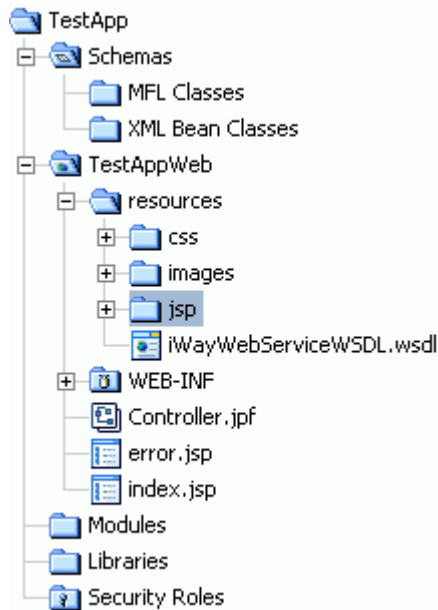 TestApp
Schemas
MFL Classes
XML Bean Classes
TestAppWeb
resources
css
images
jsp
iWayWebServiceWSDL.wsdl
WEB-INF
Controller.jpf
error.jsp
index.jsp
Modules
Libraries
Security Roles